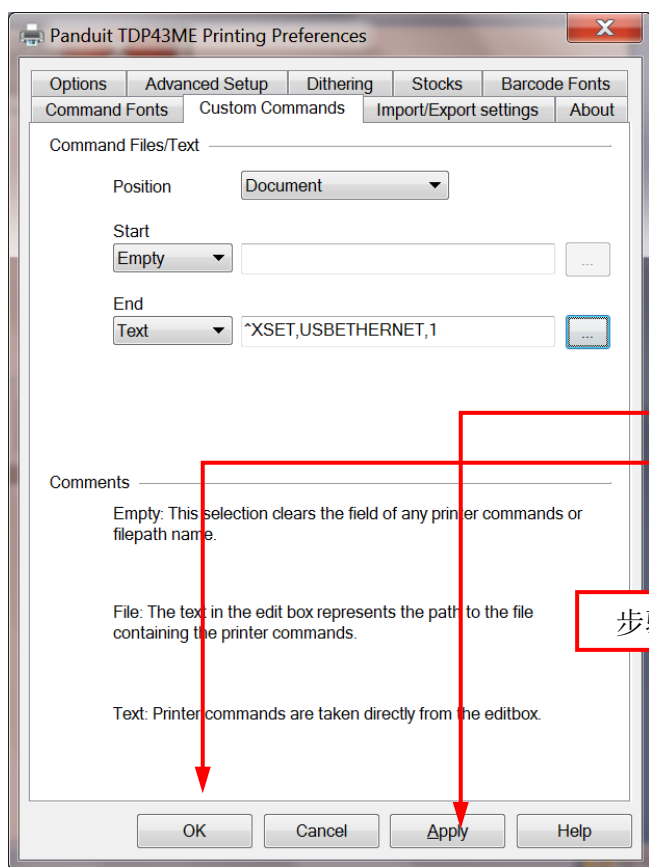 Panduit TDP43ME Printing Preferences
X
Options Advanced Setup Dithering Stocks Barcode Fonts
Command Fonts Custom Commands Import/Export settings About
Command Files/Text
Position Document
Start
Empty ...
End
Text ^XSET,USBETHERNET,1 ...
Comments
Empty: This selection clears the field of any printer commands or
filepath name.
File: The text in the edit box represents the path to the file
containing the printer commands.
步
Text: Printer commands are taken directly from the editbox.
OK Cancel Apply Help